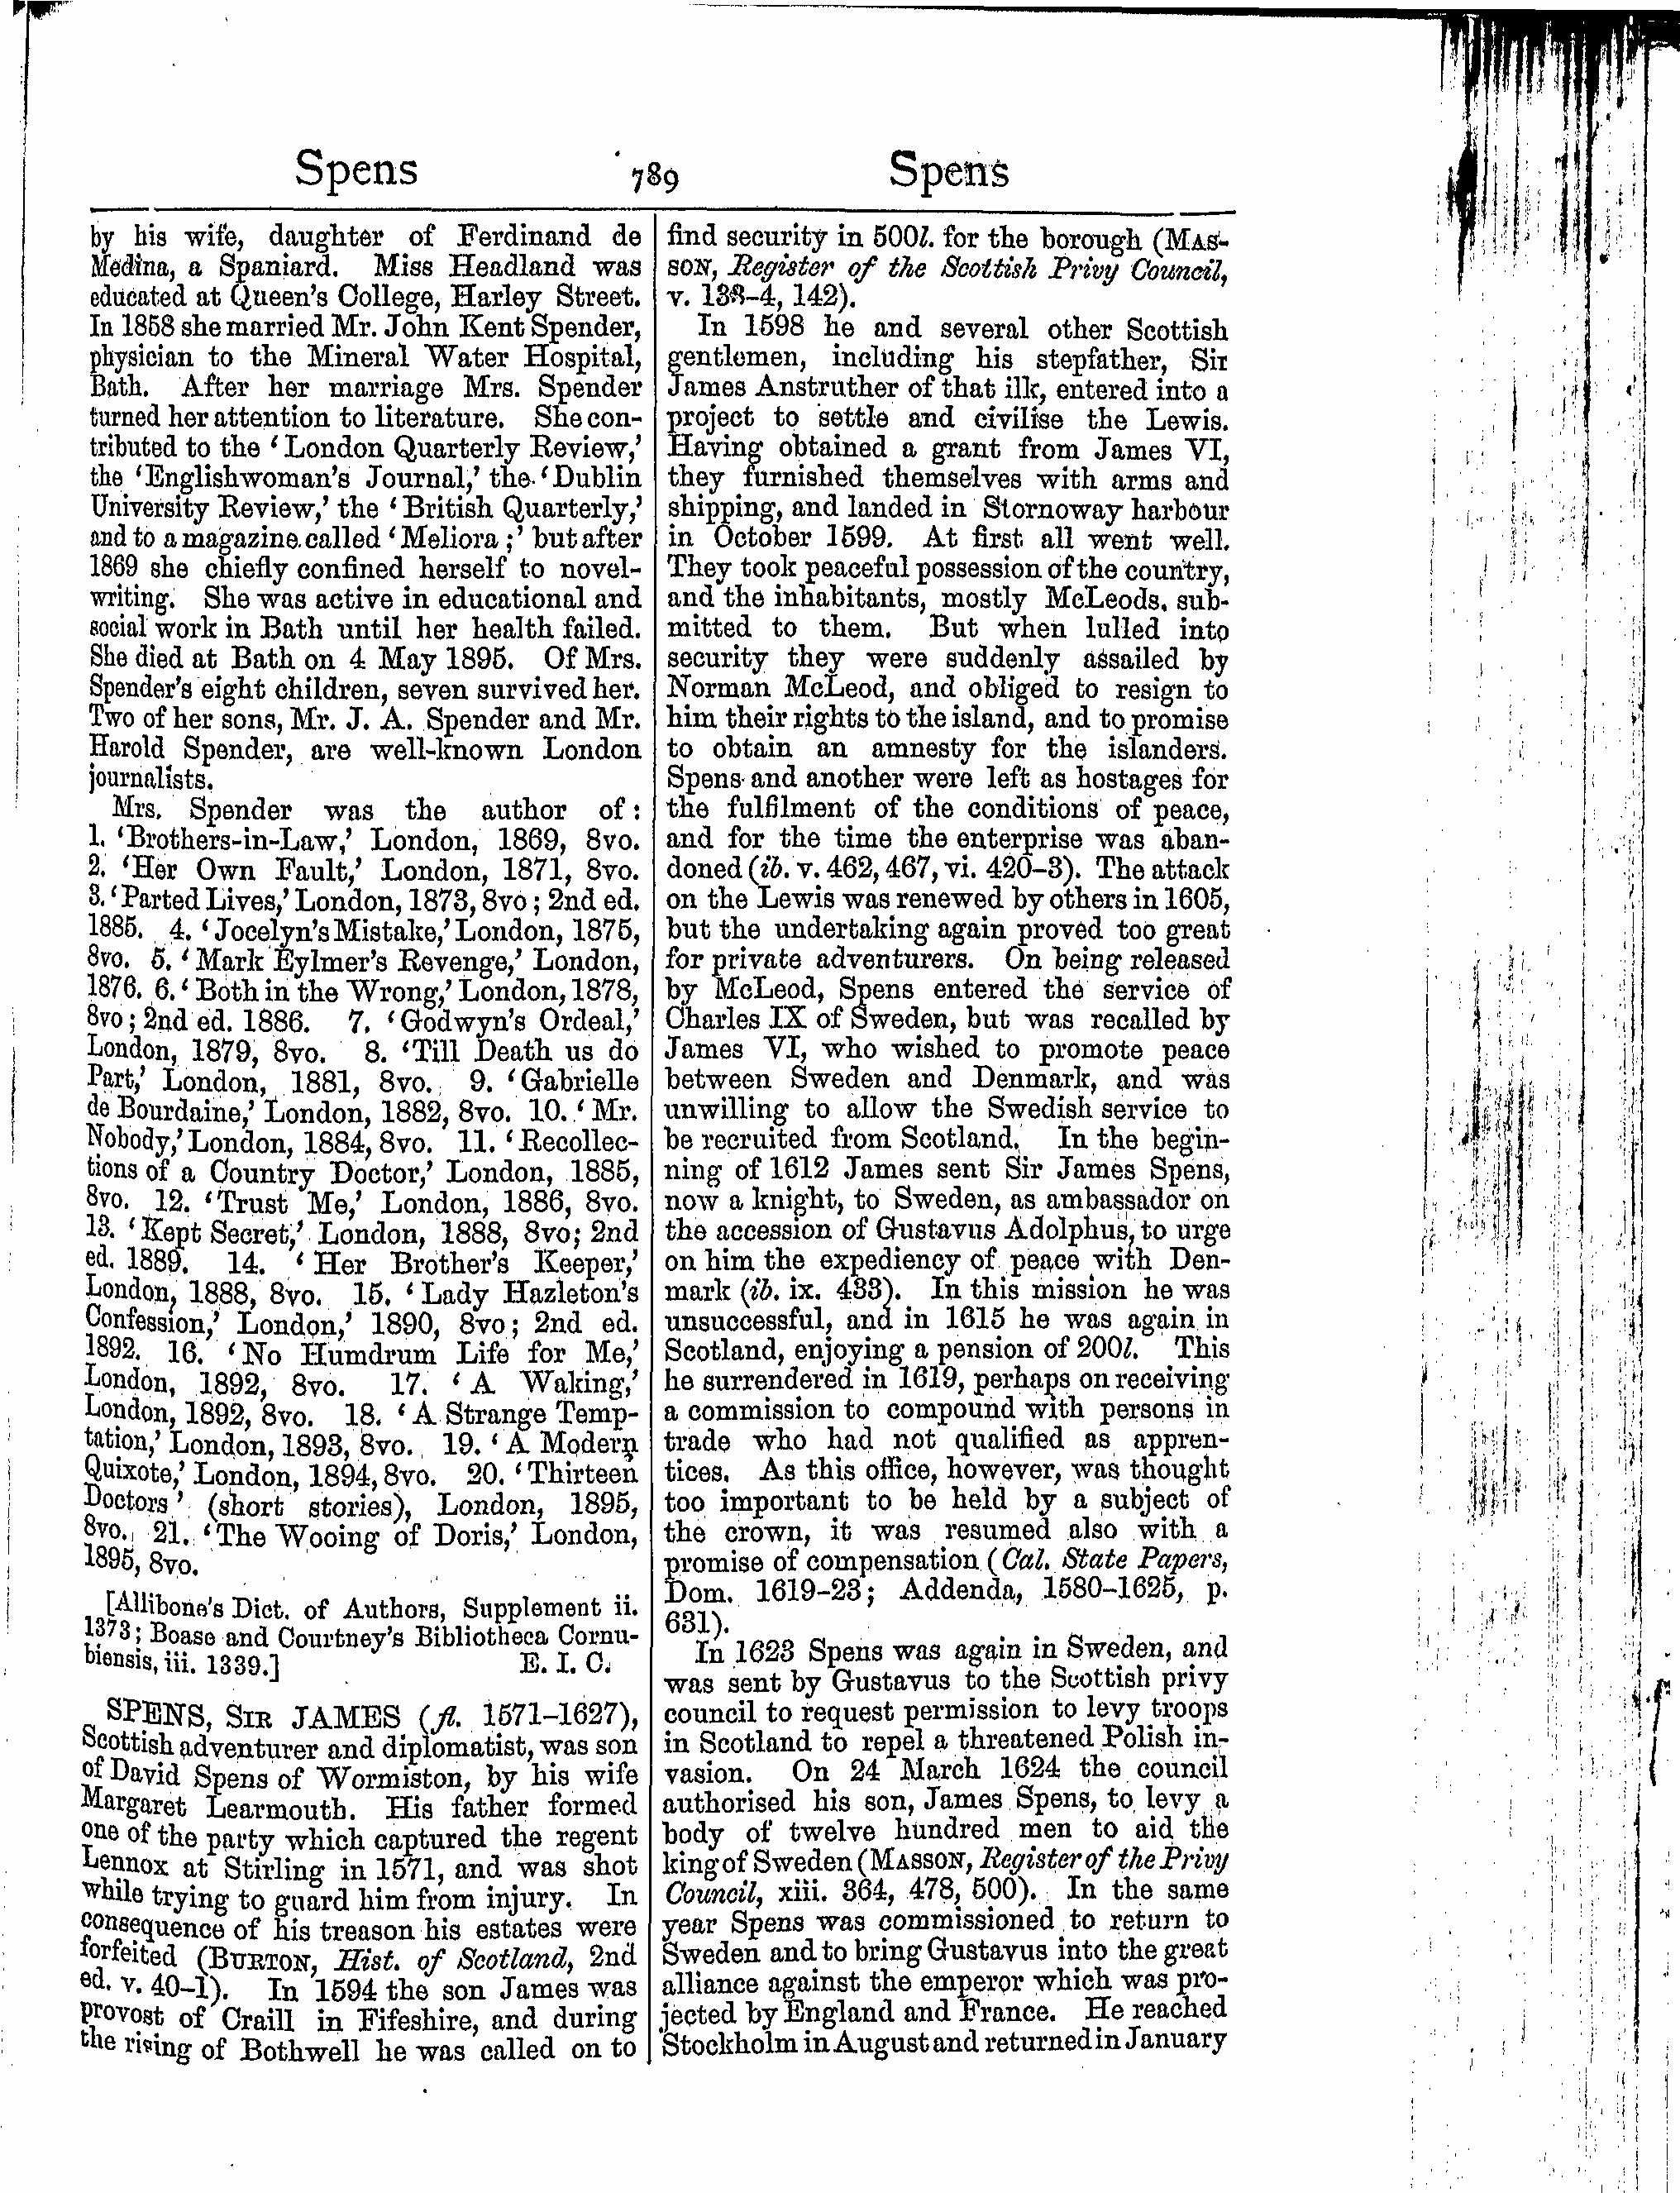 Spens 789 Spens
by his wife, daughter of Ferdinand de
Medina, a Spaniard. Miss Headland was
educated at Queen's College, Harley Street.
In 1858 she married Mr. John Kent Spender,
physician to the Mineral Water Hospital,
Bath. After her marriage Mrs. Spender
turned her attention to literature. She con-
tributed to the ‘London Quarterly Review,’
the ‘Englishwoman's Journal,’ the ‘Dublin
University Review,’ the ‘British Quarterly,’
and to a magazine called ‘Meliora;’ but after
1869 she chiefly confined herself to novel-
writing. She was active in educational and
social work in Bath until her health failed.
She died at Bath on 4 May 1895. Of Mrs.
Spender's eight children, seven survived her.
Two of her sons, Mr. J. A. Spender and Mr.
Harold Spender, are well-known London
journalists.
Mrs. Spender was the author of:
1. ‘Brothers-in-Law,’ London, 1869, 8vo.
2. ‘Her Own Fault,’ London, 1871, 8vo.
3. ‘Parted Lives,’ London, 1873, 8vo; 2nd ed.
1885. 4. ‘Jocelyn's Mistake,’ London, 1875,
8vo. 5. ‘Mark Eylmer's Revenge,’ London,
1876. 6. ‘Both in the Wrong,’ London, 1878,
8vo; 2nd ed. 1886. 7. ‘Godwyn's Ordeal,’
London, 1879, 8vo. 8. ‘Till Death us do
Part,’ London, 1881, 8vo. 9. ‘Gabrielle
de Bourdaine,’ London, 1882, 8vo. 10. ‘Mr.
Nobody,’ London, 1884, 8vo. 11. ‘Recollec-
tions of a Country Doctor,’ London, 1885,
8vo. 12. ‘Trust Me,’ London, 1886, 8vo.
13. ‘Kept Secret,’ London, 1888, 8vo; 2nd
ed. 1889. 14. ‘Her Brother's Keeper,’
London, 1888, 8vo. 15. ‘Lady Hazleton's
Confession,’ London,’ 1890, 8vo; 2nd ed.
1892. 16. ‘No Humdrum Life for Me,’
London, 1892, 8vo. 17. ‘A Waking,’
London, 1892, 8vo. 18. ‘A Strange Temp-
tation,’ London, 1893, 8vo. 19. ‘A Modern
Quixote,’ London, 1894, 8vo. 20. ‘Thirteen
Doctors’ (short stories), London, 1895,
8vo. 21. ‘The Wooing of Doris,’ London,
1895, 8vo.
[Allibone's Dict. of Authors, Supplement ii.
1373; Boase and Courtney's Bibliotheca Cornu-
biensis, iii. 1339.] E. I. C.
SPENS, SIR JAMES (fl. 1571–1627),
Scottish adventurer and diplomatist, was son
of David Spens of Wormiston, by his wife
Margaret Learmouth. His father formed
one of the party which captured the regent
Lennox at Stirling in 1571, and was shot
while trying to guard him from injury. In
consequence of his treason his estates were
forfeited (BURTON, Hist. of Scotland, 2nd
ed. v. 40–1). In 1594 the son James was
provost of Craill in Fifeshire, and during
the rising of Bothwell he was called on to
find security in 500l. for the borough (MAS-
SON, Register of the Scottish Privy Council,
v. 133–4, 142).
In 1598 he and several other Scottish
gentlemen, including his stepfather, Sir
James Anstruther of that ilk, entered into a
project to settle and civilise the Lewis.
Having obtained a grant from James VI,
they furnished themselves with arms and
shipping, and landed in Stornoway harbour
in October 1599. At first all went well.
They took peaceful possession of the country,
and the inhabitants, mostly McLeods, sub-
mitted to them. But when lulled into
security they were suddenly assailed by
Norman McLeod, and obliged to resign to
him their rights to the island, and to promise
to obtain an amnesty for the islanders.
Spens and another were left as hostages for
the fulfilment of the conditions of peace,
and for the time the enterprise was aban-
doned (ib. v. 462, 467, vi. 420–3). The attack
on the Lewis was renewed by others in 1605,
but the undertaking again proved too great
for private adventurers. On being released
by McLeod, Spens entered the service of
Charles IX of Sweden, but was recalled by
James VI, who wished to promote peace
between Sweden and Denmark, and was
unwilling to allow the Swedish service to
be recruited from Scotland. In the begin-
ning of 1612 James sent Sir James Spens,
now a knight, to Sweden, as ambassador on
the accession of Gustavus Adolphus, to urge
on him the expediency of peace with Den-
mark (ib. ix. 433). In this mission he was
unsuccessful, and in 1615 he was again in
Scotland, enjoying a pension of 200l. This
he surrendered in 1619, perhaps on receiving
a commission to compound with persons in
trade who had not qualified as appren-
tices. As this office, however, was thought
too important to be held by a subject of
the crown, it was resumed also with a
promise of compensation (Cal. State Papers,
Dom. 1619–23; Addenda, 1580–1625, p.
631).
In 1623 Spens was again in Sweden, and
was sent by Gustavus to the Scottish privy
council to request permission to levy troops
in Scotland to repel a threatened Polish in-
vasion. On 24 March 1624 the council
authorised his son, James Spens, to levy a
body of twelve hundred men to aid the
king of Sweden (MASSON, Register of the Privy
Council, xiii. 364, 478, 500). In the same
year Spens was commissioned to return to
Sweden and to bring Gustavus into the great
alliance against the emperor which was pro-
jected by England and France. He reached
Stockholm in August and returned in January